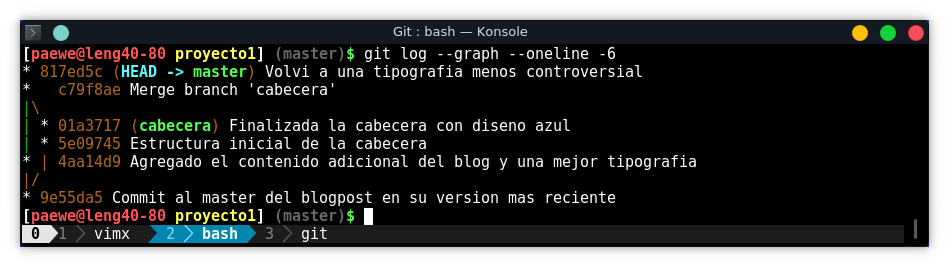 Git : bash — Konsole
[paewe@leng40-80 proyecto1] (master)$ git log --graph --oneline -6
* 817ed5c (HEAD -> master) Volvi a una tipografia menos controversial
*   c79f8ae Merge branch 'cabecera'
|\
| * 01a3717 (cabecera) Finalizada la cabecera con diseno azul
| * 5e09745 Estructura inicial de la cabecera
* | 4aa14d9 Agregado el contenido adicional del blog y una mejor tipografia
|/
* 9e55da5 Commit al master del blogpost en su version mas reciente
[paewe@leng40-80 proyecto1] (master)$
0 1 vimx 2 bash 3 git